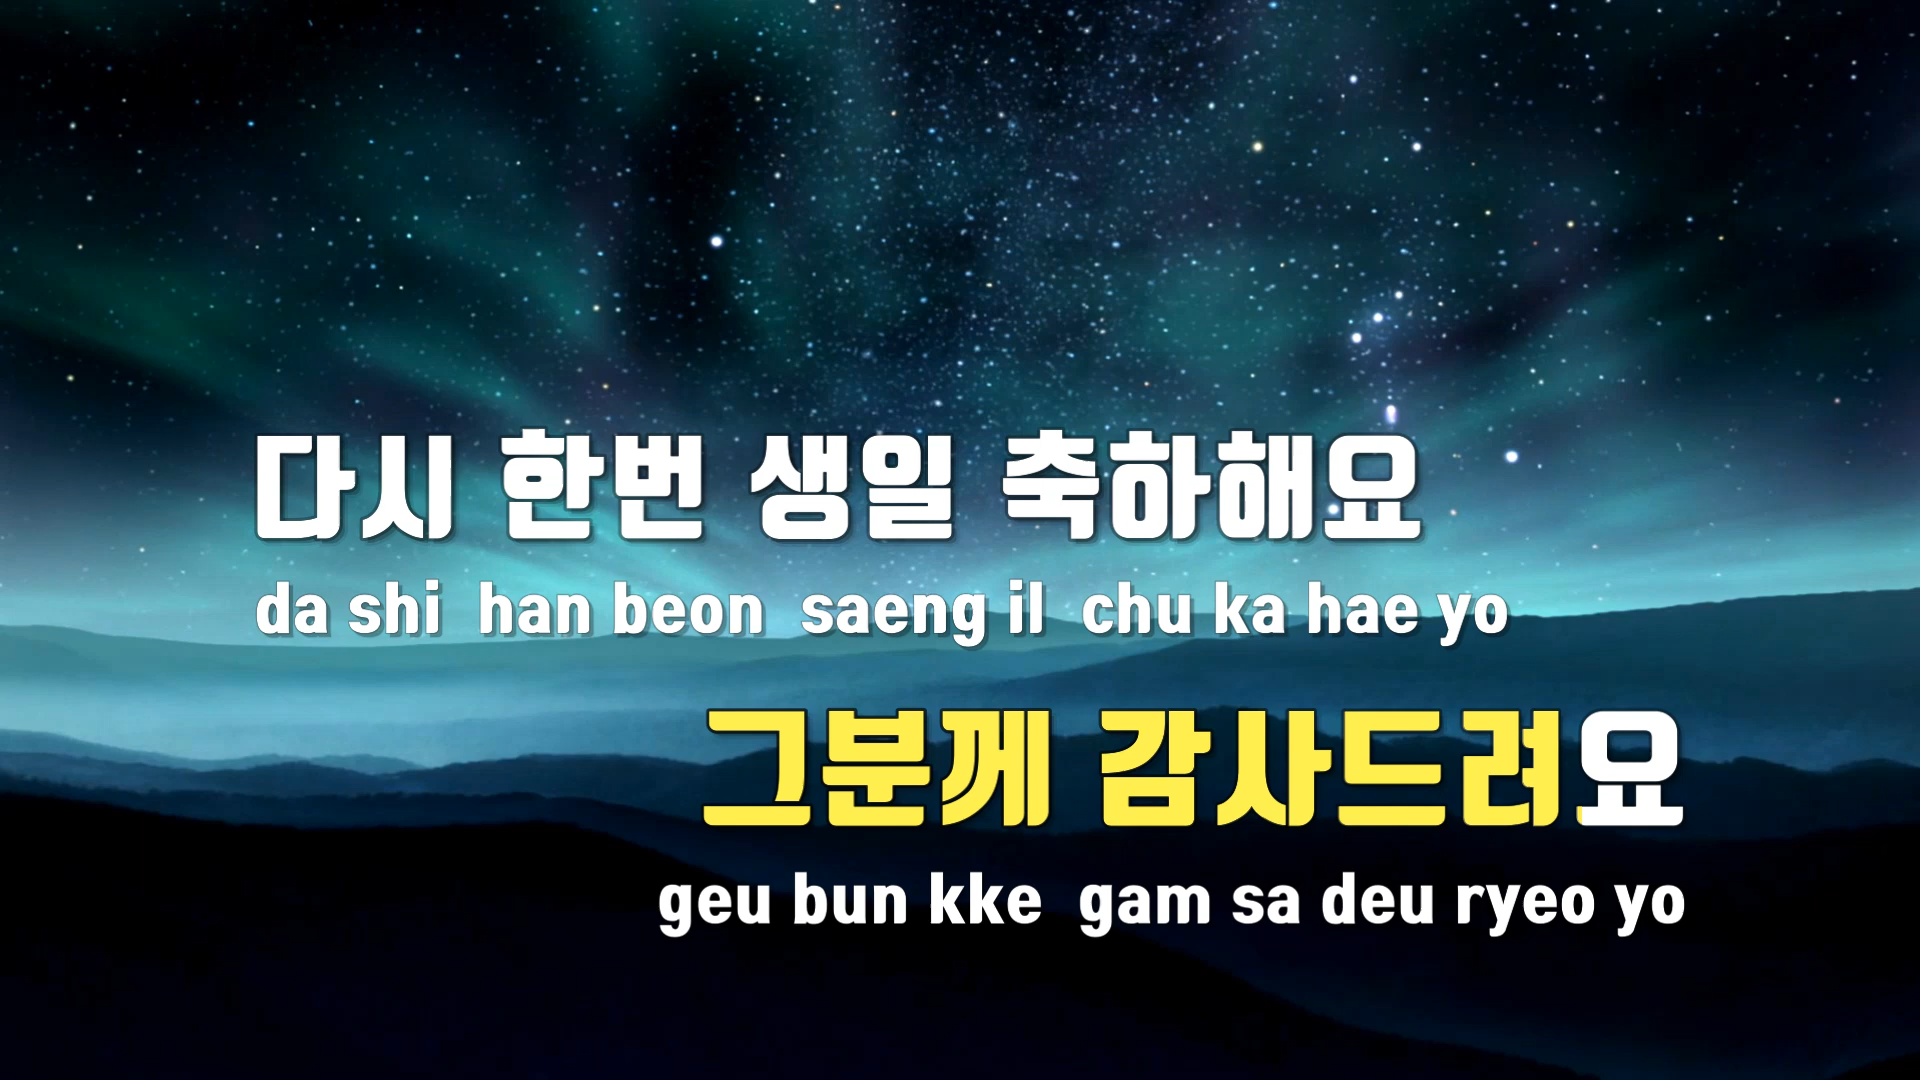 다시 한번 생일 축하해요
da shi han beon saeng il chu ka hae yo
그분께 감사드려요
geu bun kke gam sa deu ryeo yo